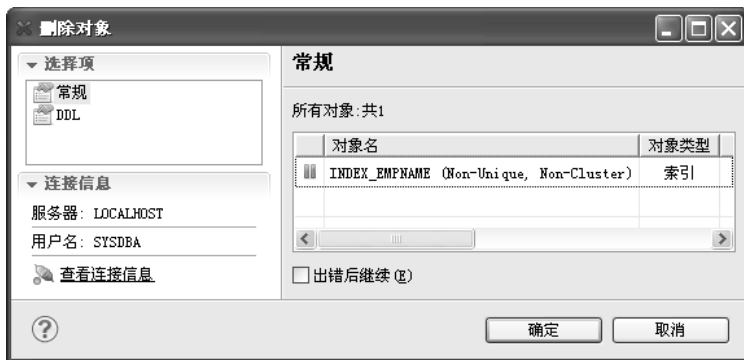 删除对象
选择项
常规
DDL
连接信息
服务器: LOCALHOST
用户名: SYSDBA
查看连接信息
常规
所有对象:共1
对象名 对象类型
INDEX_EMPNAME (Non-Unique, Non-Cluster) 索引
出错后继续(E)
确定 取消